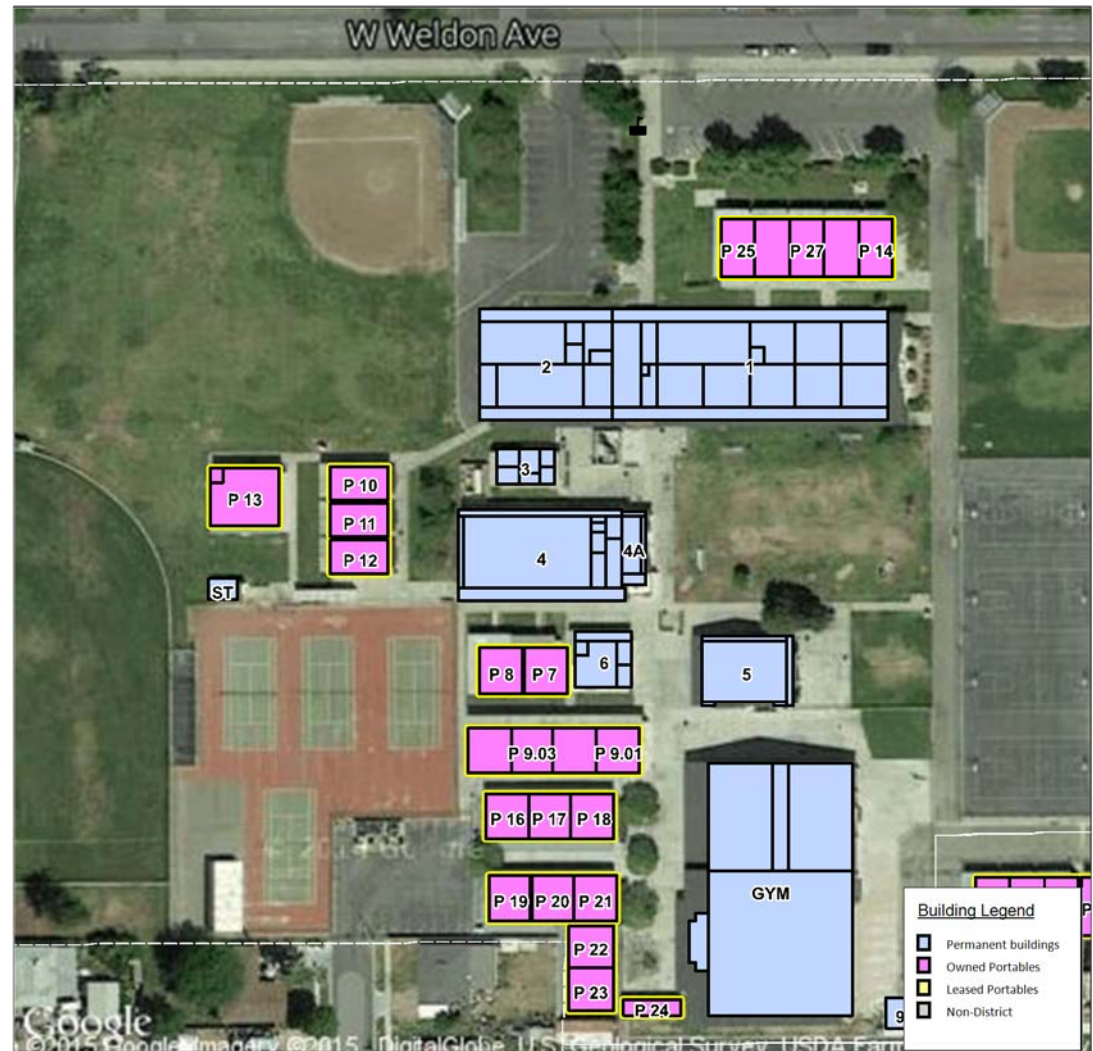 W Weldon Ave
P 25
P 27
P 14
2
1
3
P 13
P 10
P 11
P 12
4
4A
ST
P 8
P 7
6
5
P 9.03
P 9.01
P 16
P 17
P 18
P 19
P 20
P 21
GYM
P 22
P 23
P 24
9
P
Building Legend
Permanent buildings
Owned Portables
Leased Portables
Non-District
Google
©2015 Google Imagery ©2015, DigitalGlobe, U.S. Geological Survey, USDA Farm